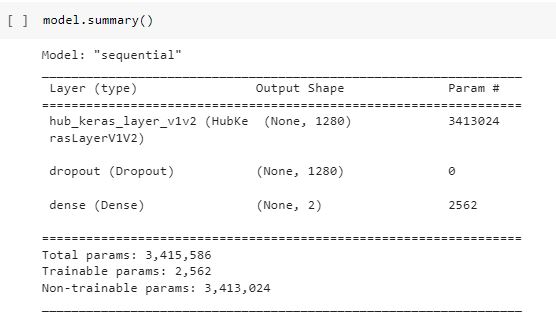 [ ] model.summary()
Model: "sequential"
_________________________________________________________________
Layer (type) Output Shape Param #
=================================================================
hub_keras_layer_v1v2 (HubKe (None, 1280) 3413024
rasLayerV1V2)
dropout (Dropout) (None, 1280) 0
dense (Dense) (None, 2) 2562
=================================================================
Total params: 3,415,586
Trainable params: 2,562
Non-trainable params: 3,413,024
_________________________________________________________________